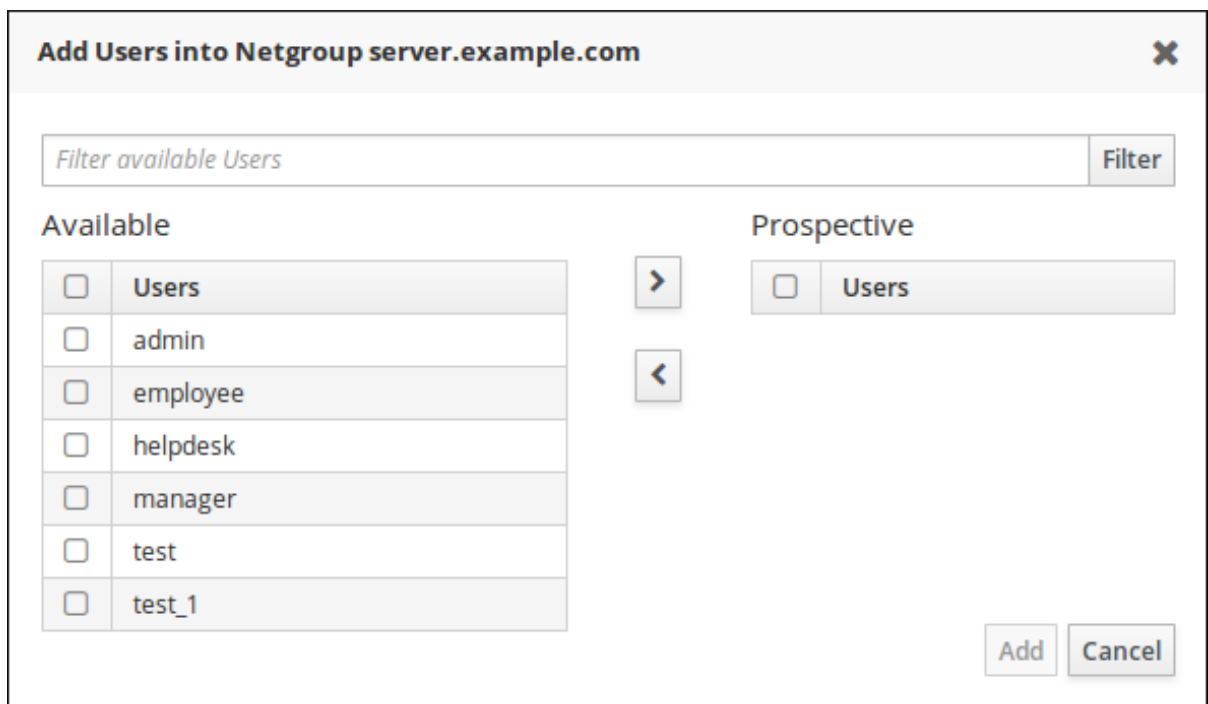 Add Users into Netgroup server.example.com
Filter available Users
Filter
Available
Users
admin
employee
helpdesk
manager
test
test_1
Prospective
Users
Add
Cancel